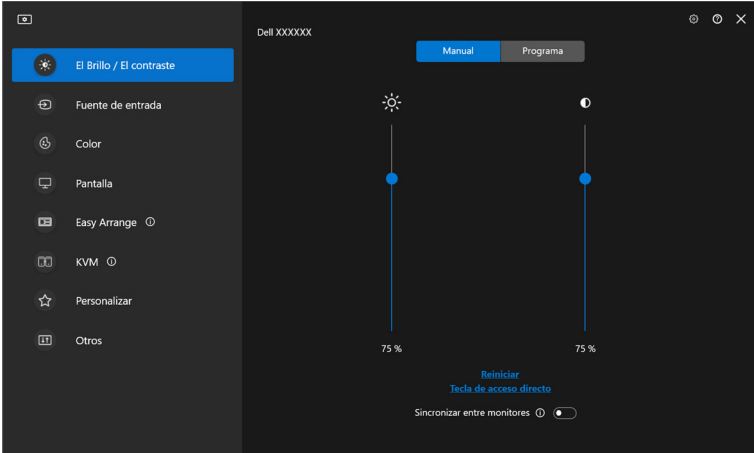 Dell XXXXXX
Manual
Programa
El Brillo / El contraste
Fuente de entrada
Color
Pantalla
Easy Arrange
KVM
Personalizar
Otros
75 %
75 %
Reiniciar
Tecla de acceso directo
Sincronizar entre monitores